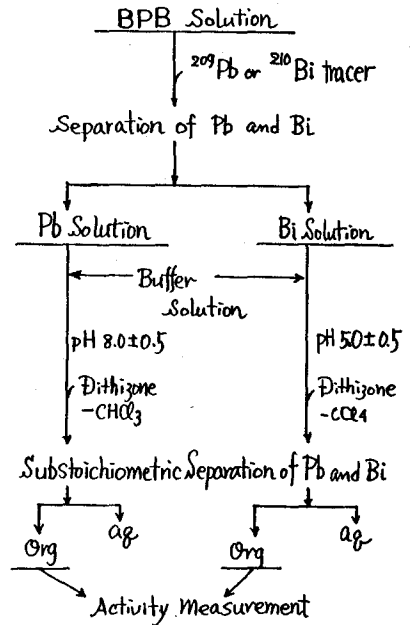 BPB Solution
²⁰⁹Pb or ²¹⁰Bi tracer
Separation of Pb and Bi
Pb Solution
Bi Solution
Buffer
Solution
pH 8.0±0.5
pH 5.0±0.5
Dithizone
-CHCl₃
Dithizone
-CCl₄
Substoichiometric Separation of Pb and Bi
Org
aq
Org
aq
Activity Measurement